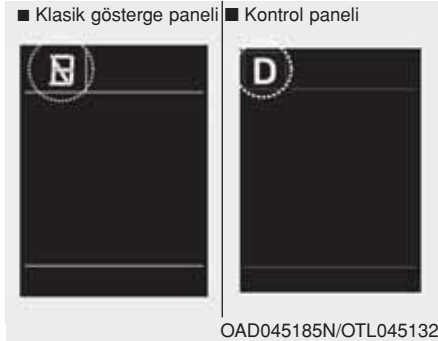 ■ Klasik gösterge paneli
■ Kontrol paneli
D
OAD045185N/OTL045132